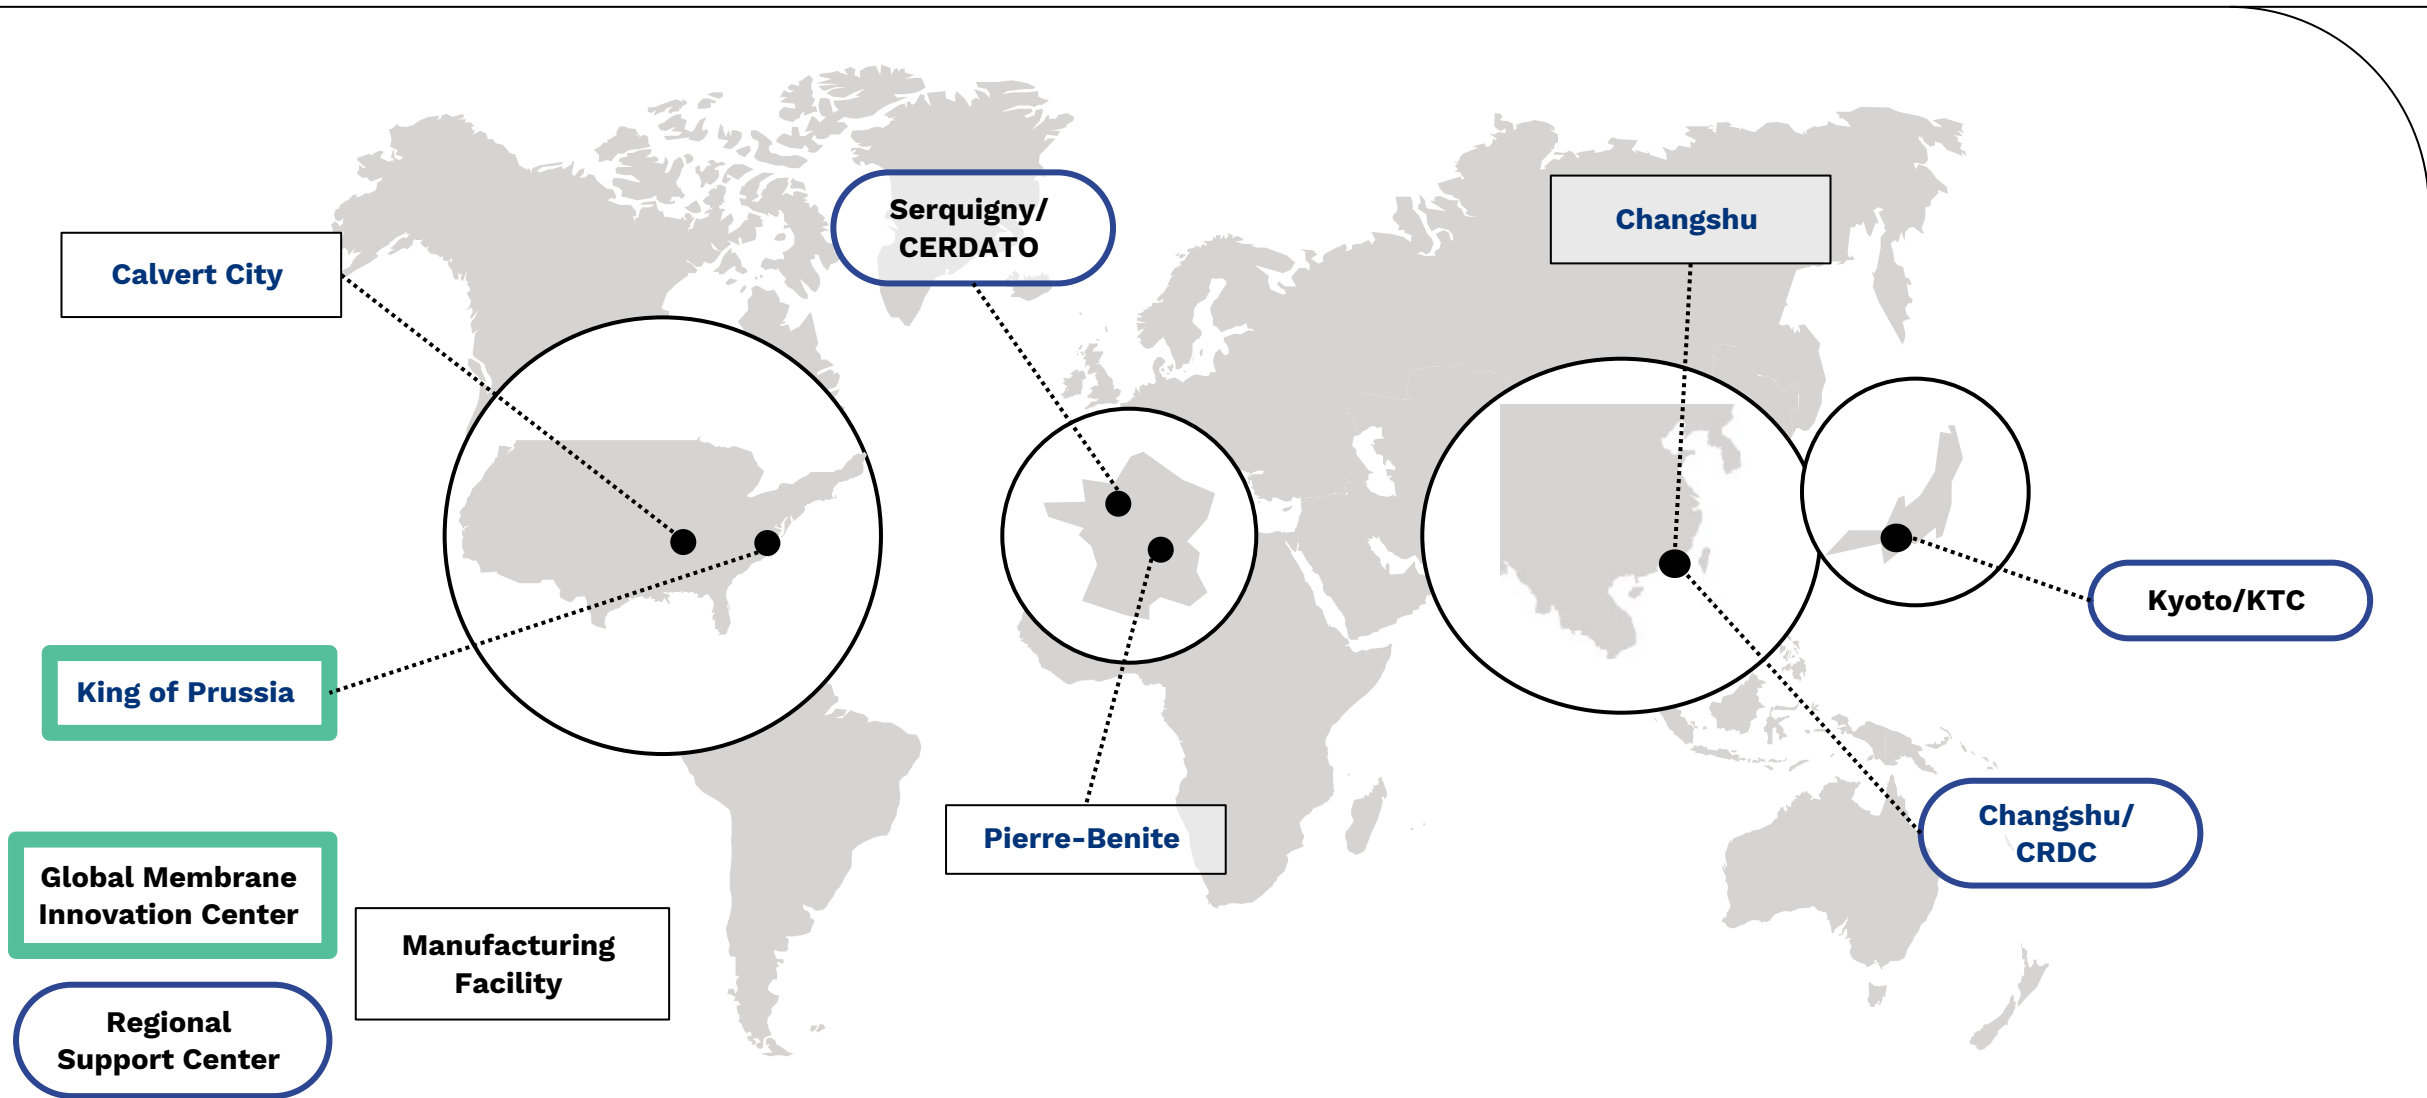 Serquigny/
CERDATO
Changshu
Calvert City
Kyoto/KTC
King of Prussia
Pierre-Benite
Changshu/
CRDC
Global Membrane
Innovation Center
Manufacturing
Facility
Regional
Support Center